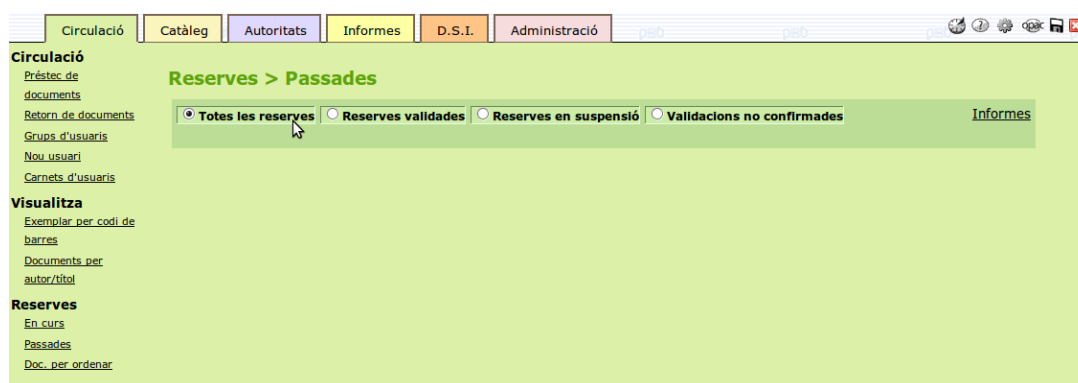 Circulació
Catàleg
Autoritats
Informes
D.S.I.
Administració
pmb
pmb
opac
Circulació
Préstec de
documents
Retorn de documents
Grups d'usuaris
Nou usuari
Carnets d'usuaris
Visualitza
Exemplar per codi de
barres
Documents per
autor/títol
Reserves
En curs
Passades
Doc. per ordenar
Reserves > Passades
Totes les reserves
Reserves validades
Reserves en suspensió
Validacions no confirmades
Informes